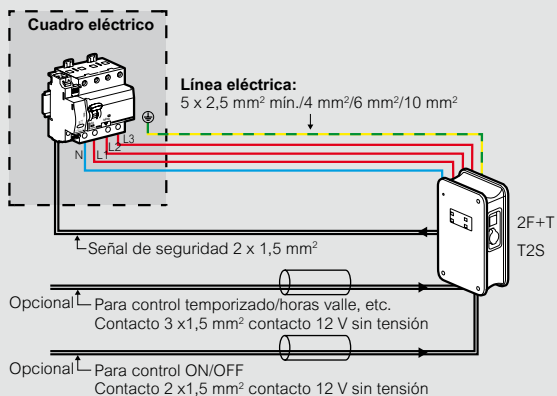 Cuadro eléctrico
Línea eléctrica:
5 x 2,5 mm² mín./4 mm²/6 mm²/10 mm²
N
L1
L2
L3
2F+T
T2S
Señal de seguridad 2 x 1,5 mm²
Opcional
Para control temporizado/horas valle, etc.
Contacto 3 x1,5 mm² contacto 12 V sin tensión
Opcional
Para control ON/OFF
Contacto 2 x1,5 mm² contacto 12 V sin tensión